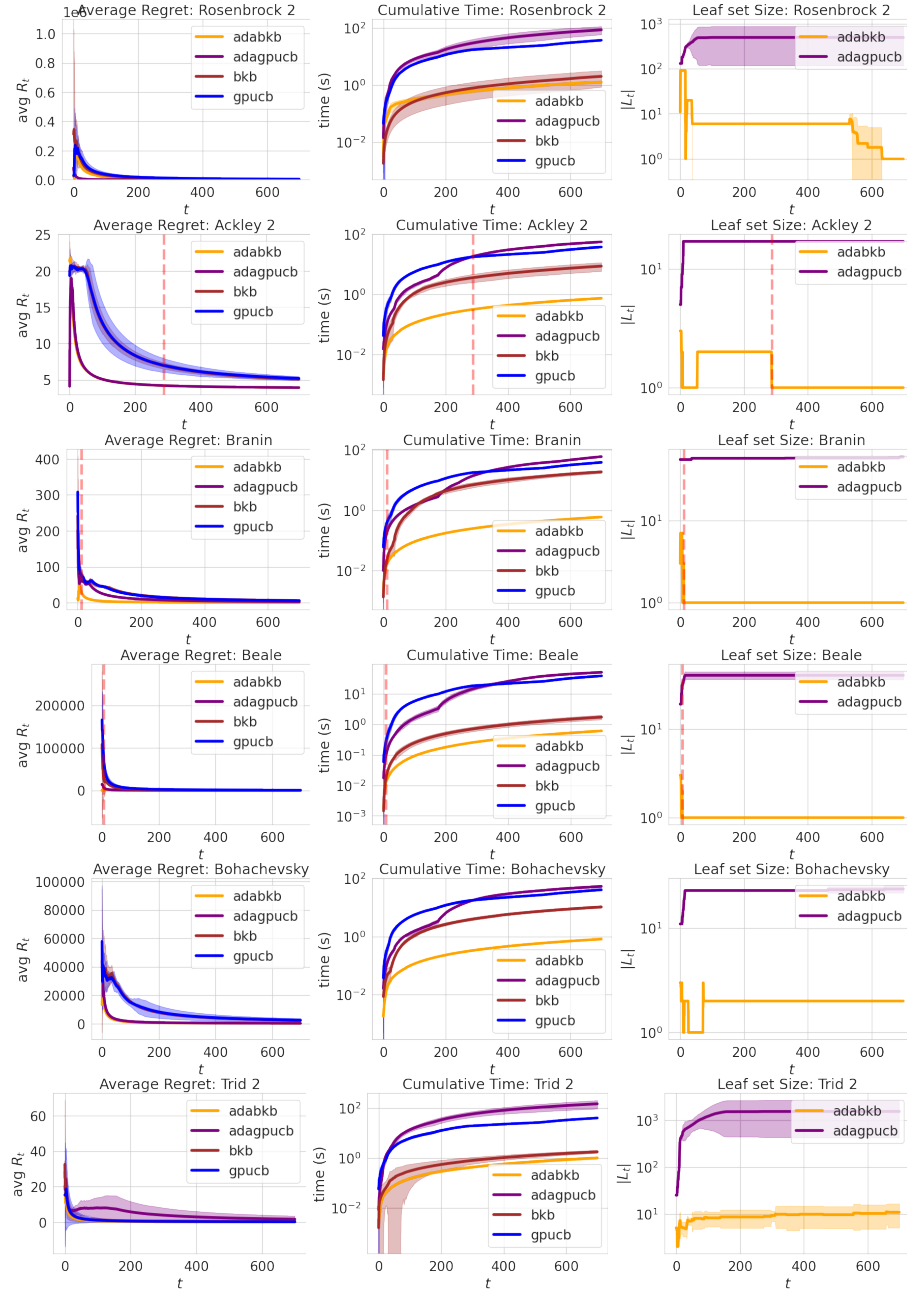 Average Regret: Rosenbrock 2
1e6
avg R_t
1.0
0.8
0.6
0.4
0.2
0.0
0 200 400 600
t
adabkb
adagpucb
bkb
gpucb
Cumulative Time: Rosenbrock 2
time (s)
10^2
10^0
10^−2
0 200 400 600
t
adabkb
adagpucb
bkb
gpucb
Leaf set Size: Rosenbrock 2
|L_t|
10^3
10^2
10^1
10^0
0 200 400 600
t
adabkb
adagpucb
Average Regret: Ackley 2
avg R_t
25
20
15
10
5
0 200 400 600
t
adabkb
adagpucb
bkb
gpucb
Cumulative Time: Ackley 2
time (s)
10^2
10^0
10^−2
0 200 400 600
t
adabkb
adagpucb
bkb
gpucb
Leaf set Size: Ackley 2
|L_t|
10^1
10^0
0 200 400 600
t
adabkb
adagpucb
Average Regret: Branin
avg R_t
400
300
200
100
0
0 200 400 600
t
adabkb
adagpucb
bkb
gpucb
Cumulative Time: Branin
time (s)
10^2
10^0
10^−2
0 200 400 600
t
adabkb
adagpucb
bkb
gpucb
Leaf set Size: Branin
|L_t|
10^1
10^0
0 200 400 600
t
adabkb
adagpucb
Average Regret: Beale
avg R_t
200000
100000
0
0 200 400 600
t
adabkb
adagpucb
bkb
gpucb
Cumulative Time: Beale
time (s)
10^1
10^0
10^−1
10^−2
10^−3
0 200 400 600
t
adabkb
adagpucb
bkb
gpucb
Leaf set Size: Beale
|L_t|
10^1
10^0
0 200 400 600
t
adabkb
adagpucb
Average Regret: Bohachevsky
avg R_t
100000
80000
60000
40000
20000
0
0 200 400 600
t
adabkb
adagpucb
bkb
gpucb
Cumulative Time: Bohachevsky
time (s)
10^2
10^0
10^−2
0 200 400 600
t
adabkb
adagpucb
bkb
gpucb
Leaf set Size: Bohachevsky
|L_t|
10^1
10^0
0 200 400 600
t
adabkb
adagpucb
Average Regret: Trid 2
avg R_t
60
40
20
0
0 200 400 600
t
adabkb
adagpucb
bkb
gpucb
Cumulative Time: Trid 2
time (s)
10^2
10^0
10^−2
0 200 400 600
t
adabkb
adagpucb
bkb
gpucb
Leaf set Size: Trid 2
|L_t|
10^3
10^2
10^1
0 200 400 600
t
adabkb
adagpucb